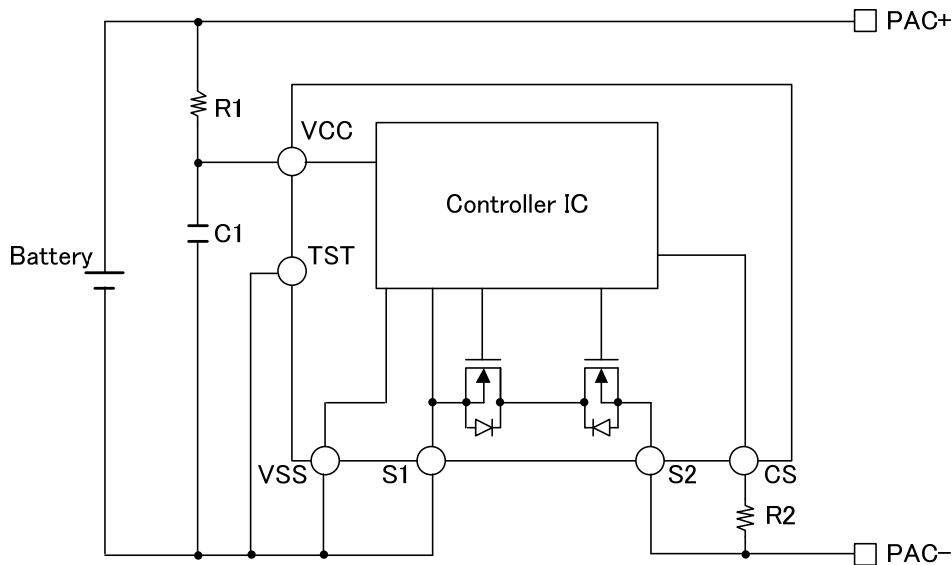 PAC+
R1
VCC
Controller IC
C1
TST
Battery
VSS
S1
S2
CS
R2
PAC−